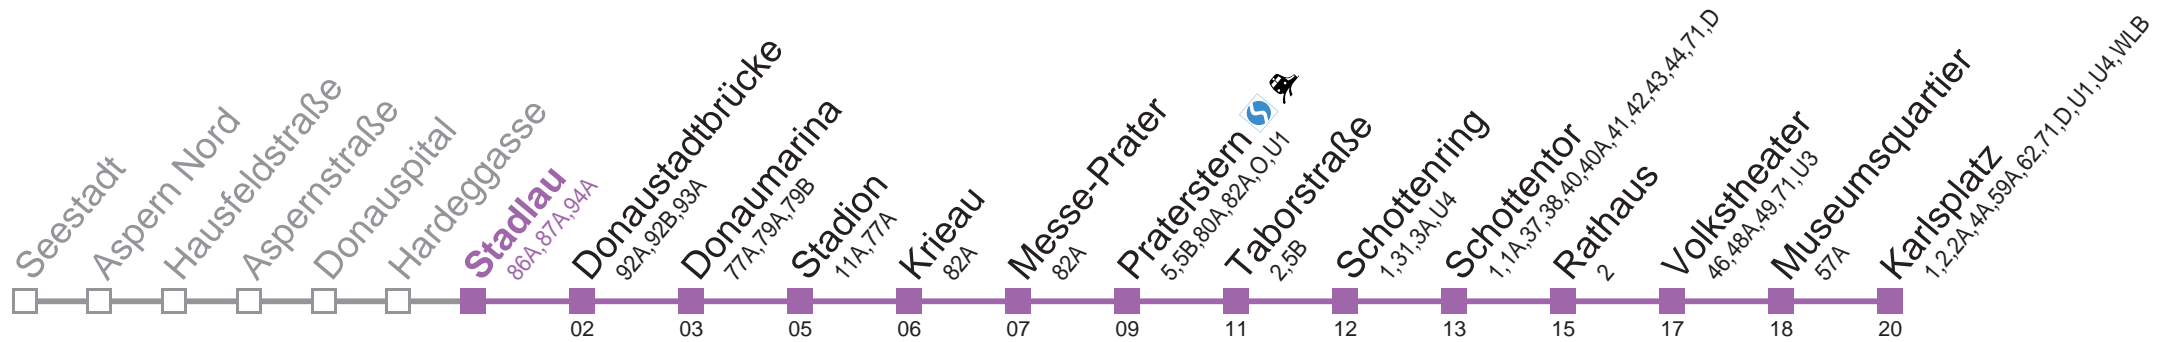 Seestadt
Aspern Nord
Hausfeldstraße
Aspernstraße
Donauspital
Hardeggasse
Stadlau
86A,87A,94A
Donaustadtbrücke
92A,92B,93A
02
Donaumarina
77A,79A,79B
03
Stadion
11A,77A
05
Krieau
82A
06
Messe-Prater
82A
07
Praterstern
5,5B,80A,82A,O,U1
09
Taborstraße
2,5B
11
Schottenring
1,31,3A,U4
12
Schottentor
1,1A,37,38,40,40A,41,42,43,44,71,D
13
Rathaus
2
15
Volkstheater
46,48A,49,71,U3
17
Museumsquartier
57A
18
Karlsplatz
1,2,2A,4A,59A,62,71,D,U1,U4,WLB
20